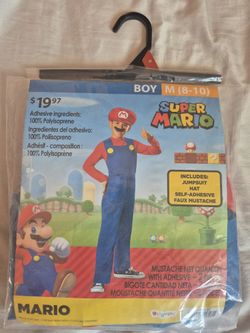 BOY M (8-10)
$19.97
Adhesive ingredients:
100% Polyisoprene
Ingredientes del adhesivo:
100% Poliisopreno
Adhésif - composition :
100% Polyisoprène
SUPER
MARIO
INCLUDES:
JUMPSUIT
HAT
SELF-ADHESIVE
FAUX MUSTACHE
MUSTACHE NET QUANTITY
WITH ADHESIVE
BIGOTE CANTIDAD NETA
MOUSTACHE QUANTITÉ NETTE
MARIO